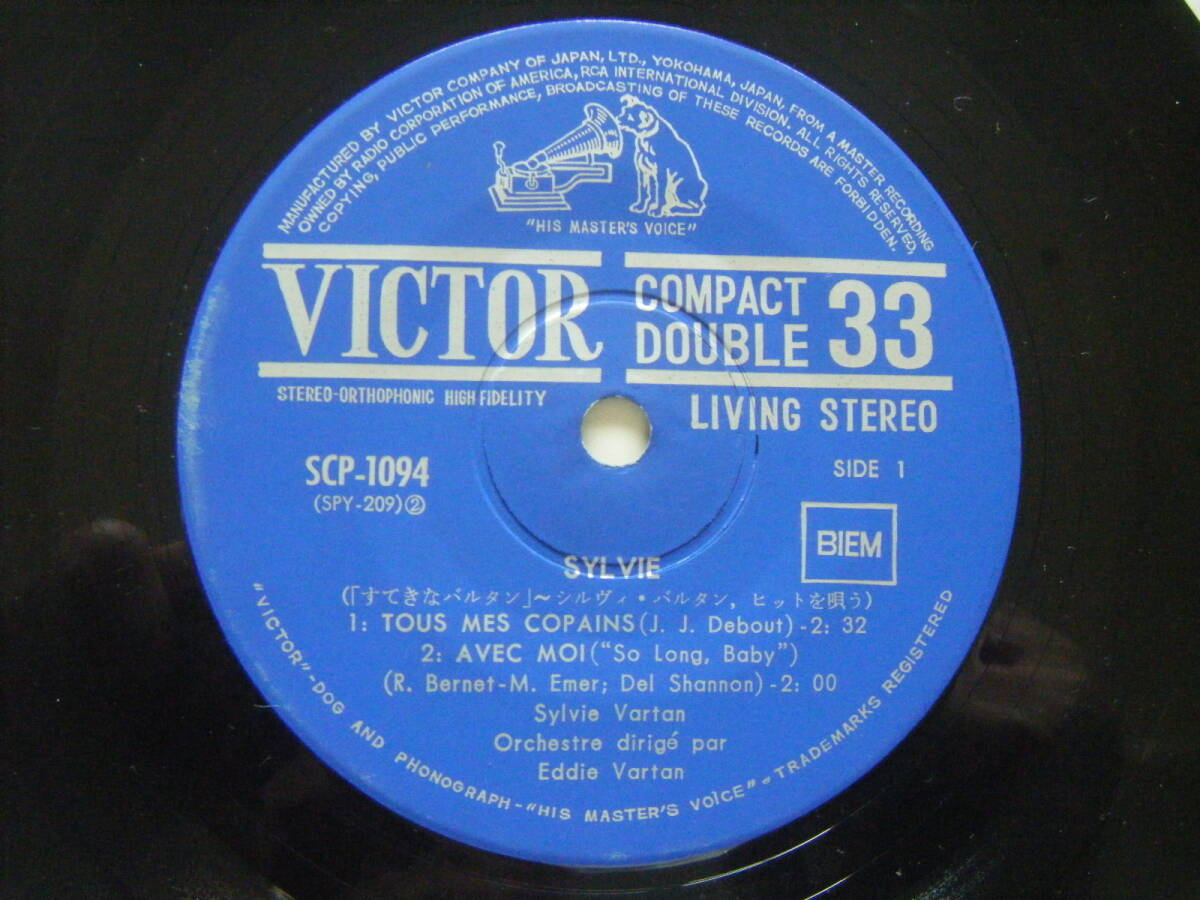 MANUFACTURED BY VICTOR COMPANY OF JAPAN, LTD., YOKOHAMA, JAPAN, FROM A MASTER RECORDING
OWNED BY RADIO CORPORATION OF AMERICA, RCA INTERNATIONAL DIVISION. ALL RIGHTS RESERVED,
COPYING, PUBLIC PERFORMANCE, BROADCASTING OF THESE RECORDS ARE FORBIDDEN.
"HIS MASTER'S VOICE"
VICTOR
COMPACT
DOUBLE 33
STEREO-ORTHOPHONIC HIGH FIDELITY
LIVING STEREO
SCP-1094
(SPY-209)②
SIDE 1
BIEM
SYLVIE
(「すてきなバルタン」~シルヴィ・バルタン, ヒットを唄う)
1: TOUS MES COPAINS (J. J. Debout) -2: 32
2: AVEC MOI ("So Long, Baby")
(R. Bernet-M. Emer; Del Shannon) -2: 00
Sylvie Vartan
Orchestre dirigé par
Eddie Vartan
"VICTOR"-DOG AND PHONOGRAPH-"HIS MASTER'S VOICE" TRADEMARKS REGISTERED